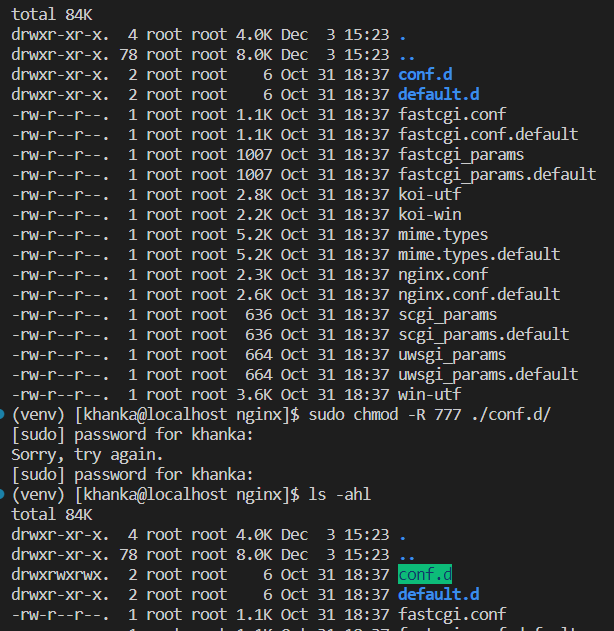 total 84K
drwxr-xr-x.  4 root root 4.0K Dec  3 15:23 .
drwxr-xr-x. 78 root root 8.0K Dec  3 15:23 ..
drwxr-xr-x.  2 root root    6 Oct 31 18:37 conf.d
drwxr-xr-x.  2 root root    6 Oct 31 18:37 default.d
-rw-r--r--.  1 root root 1.1K Oct 31 18:37 fastcgi.conf
-rw-r--r--.  1 root root 1.1K Oct 31 18:37 fastcgi.conf.default
-rw-r--r--.  1 root root 1007 Oct 31 18:37 fastcgi_params
-rw-r--r--.  1 root root 1007 Oct 31 18:37 fastcgi_params.default
-rw-r--r--.  1 root root 2.8K Oct 31 18:37 koi-utf
-rw-r--r--.  1 root root 2.2K Oct 31 18:37 koi-win
-rw-r--r--.  1 root root 5.2K Oct 31 18:37 mime.types
-rw-r--r--.  1 root root 5.2K Oct 31 18:37 mime.types.default
-rw-r--r--.  1 root root 2.3K Oct 31 18:37 nginx.conf
-rw-r--r--.  1 root root 2.6K Oct 31 18:37 nginx.conf.default
-rw-r--r--.  1 root root  636 Oct 31 18:37 scgi_params
-rw-r--r--.  1 root root  636 Oct 31 18:37 scgi_params.default
-rw-r--r--.  1 root root  664 Oct 31 18:37 uwsgi_params
-rw-r--r--.  1 root root  664 Oct 31 18:37 uwsgi_params.default
-rw-r--r--.  1 root root 3.6K Oct 31 18:37 win-utf
(venv) [khanka@localhost nginx]$ sudo chmod -R 777 ./conf.d/
[sudo] password for khanka:
Sorry, try again.
[sudo] password for khanka:
(venv) [khanka@localhost nginx]$ ls -ahl
total 84K
drwxr-xr-x.  4 root root 4.0K Dec  3 15:23 .
drwxr-xr-x. 78 root root 8.0K Dec  3 15:23 ..
drwxrwxrwx.  2 root root    6 Oct 31 18:37 conf.d
drwxr-xr-x.  2 root root    6 Oct 31 18:37 default.d
-rw-r--r--.  1 root root 1.1K Oct 31 18:37 fastcgi.conf